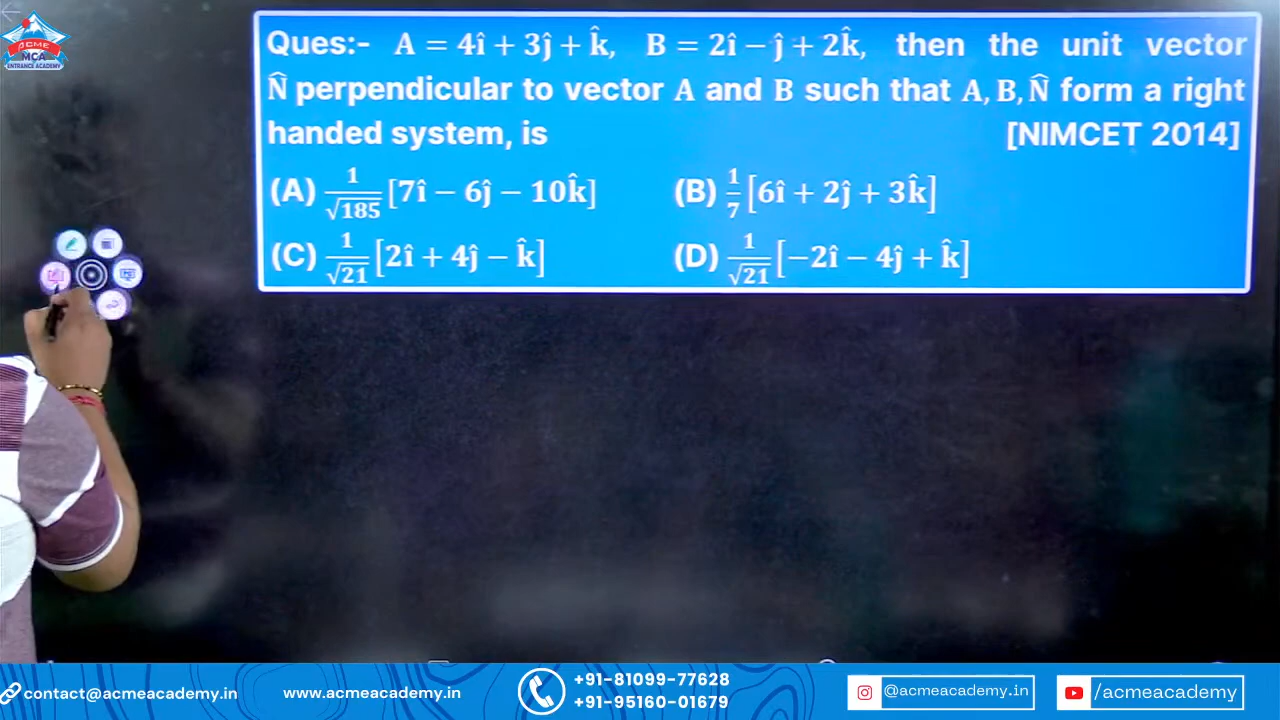 ACME
MCA
ENTRANCE ACADEMY
Ques:- A = 4î + 3ĵ + k̂, B = 2î − ĵ + 2k̂, then the unit vector
N̂ perpendicular to vector A and B such that A, B, N̂ form a right
handed system, is [NIMCET 2014]
(A) 1/√185 [7î − 6ĵ − 10k̂] (B) 1/7 [6î + 2ĵ + 3k̂]
(C) 1/√21 [2î + 4ĵ − k̂] (D) 1/√21 [−2î − 4ĵ + k̂]
contact@acmeacademy.in www.acmeacademy.in +91-81099-77628 @acmeacademy.in /acmeacademy
+91-95160-01679